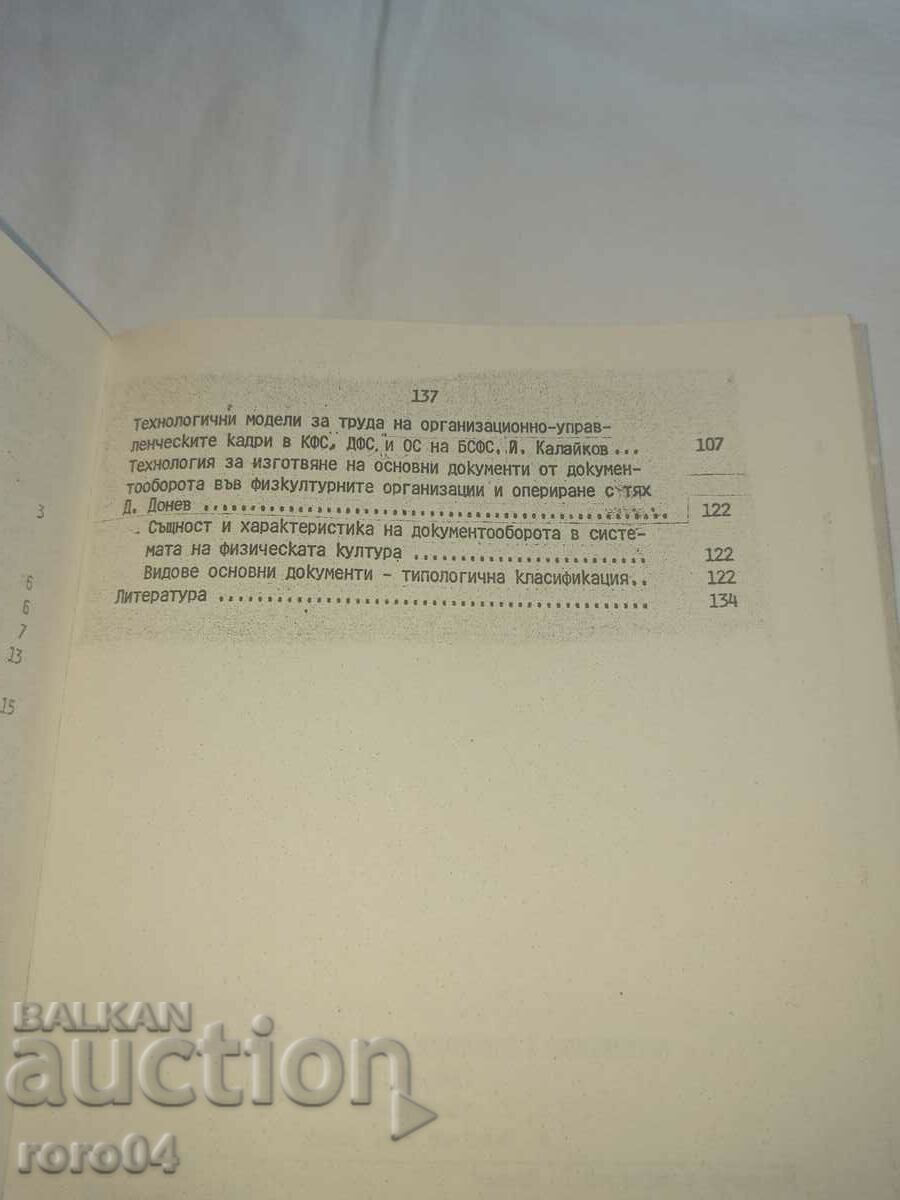 3
6
6
7
13
15
137
Технологични модели за труда на организационно-управ-
ленческите кадри в КФС, ДФС, и ОС на БСФС. Й. Калайков ... 107
Технология за изготвяне на основни документи от докумен-
тооборота във физкултурните организации и опериране с тях
Д. Донев ............................................. 122
Същност и характеристика на документооборота в систе-
мата на физическата култура .......................... 122
Видове основни документи - типологична класификация.. 122
Литература ........................................... 134
BALKAN
auction
roro04